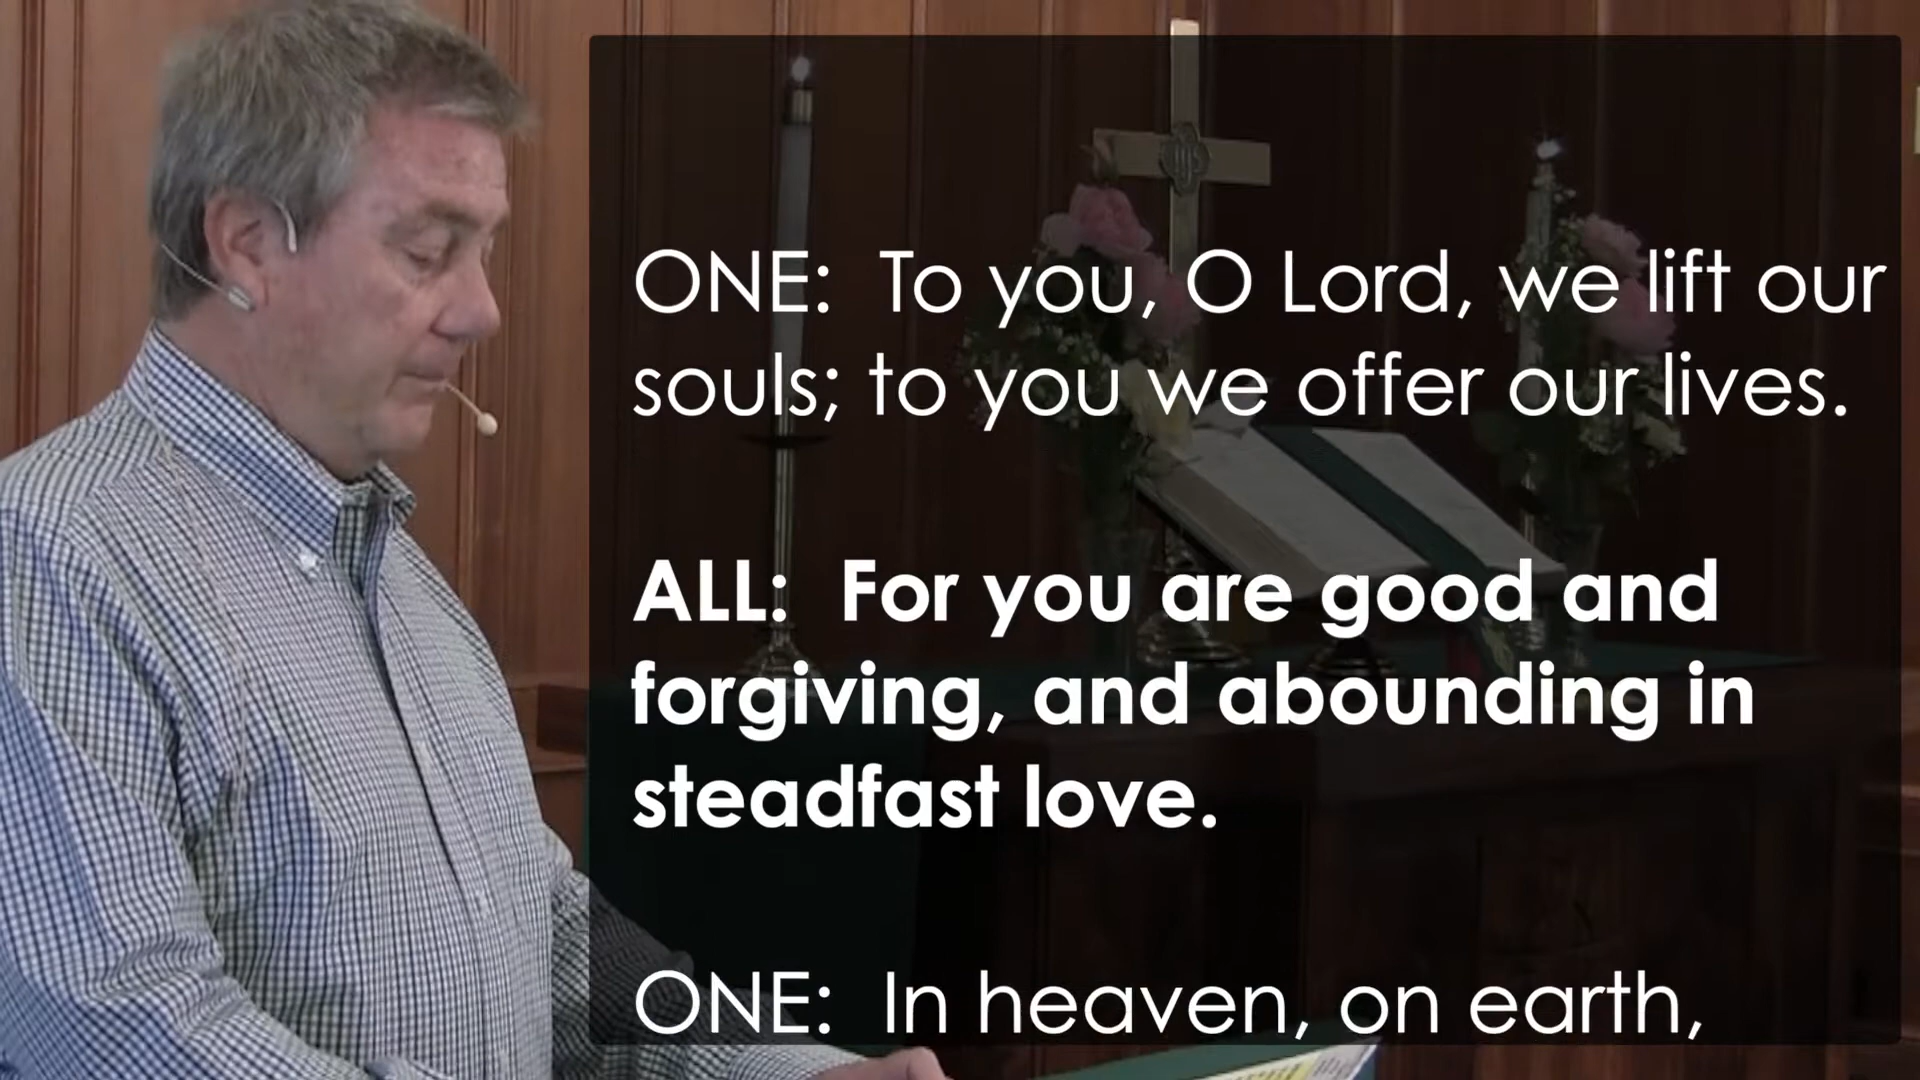 ONE: To you, O Lord, we lift our
souls; to you we offer our lives.
ALL: For you are good and
forgiving, and abounding in
steadfast love.
ONE: In heaven, on earth,